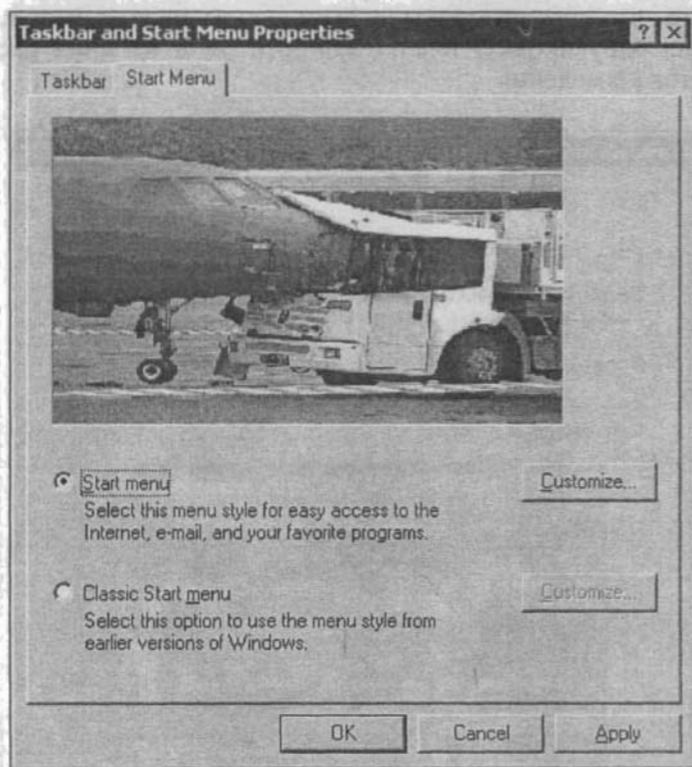 Taskbar and Start Menu Properties
Taskbar
Start Menu
Start menu
Customize...
Select this menu style for easy access to the
Internet, e-mail, and your favorite programs.
Classic Start menu
Customize...
Select this option to use the menu style from
earlier versions of Windows.
OK
Cancel
Apply